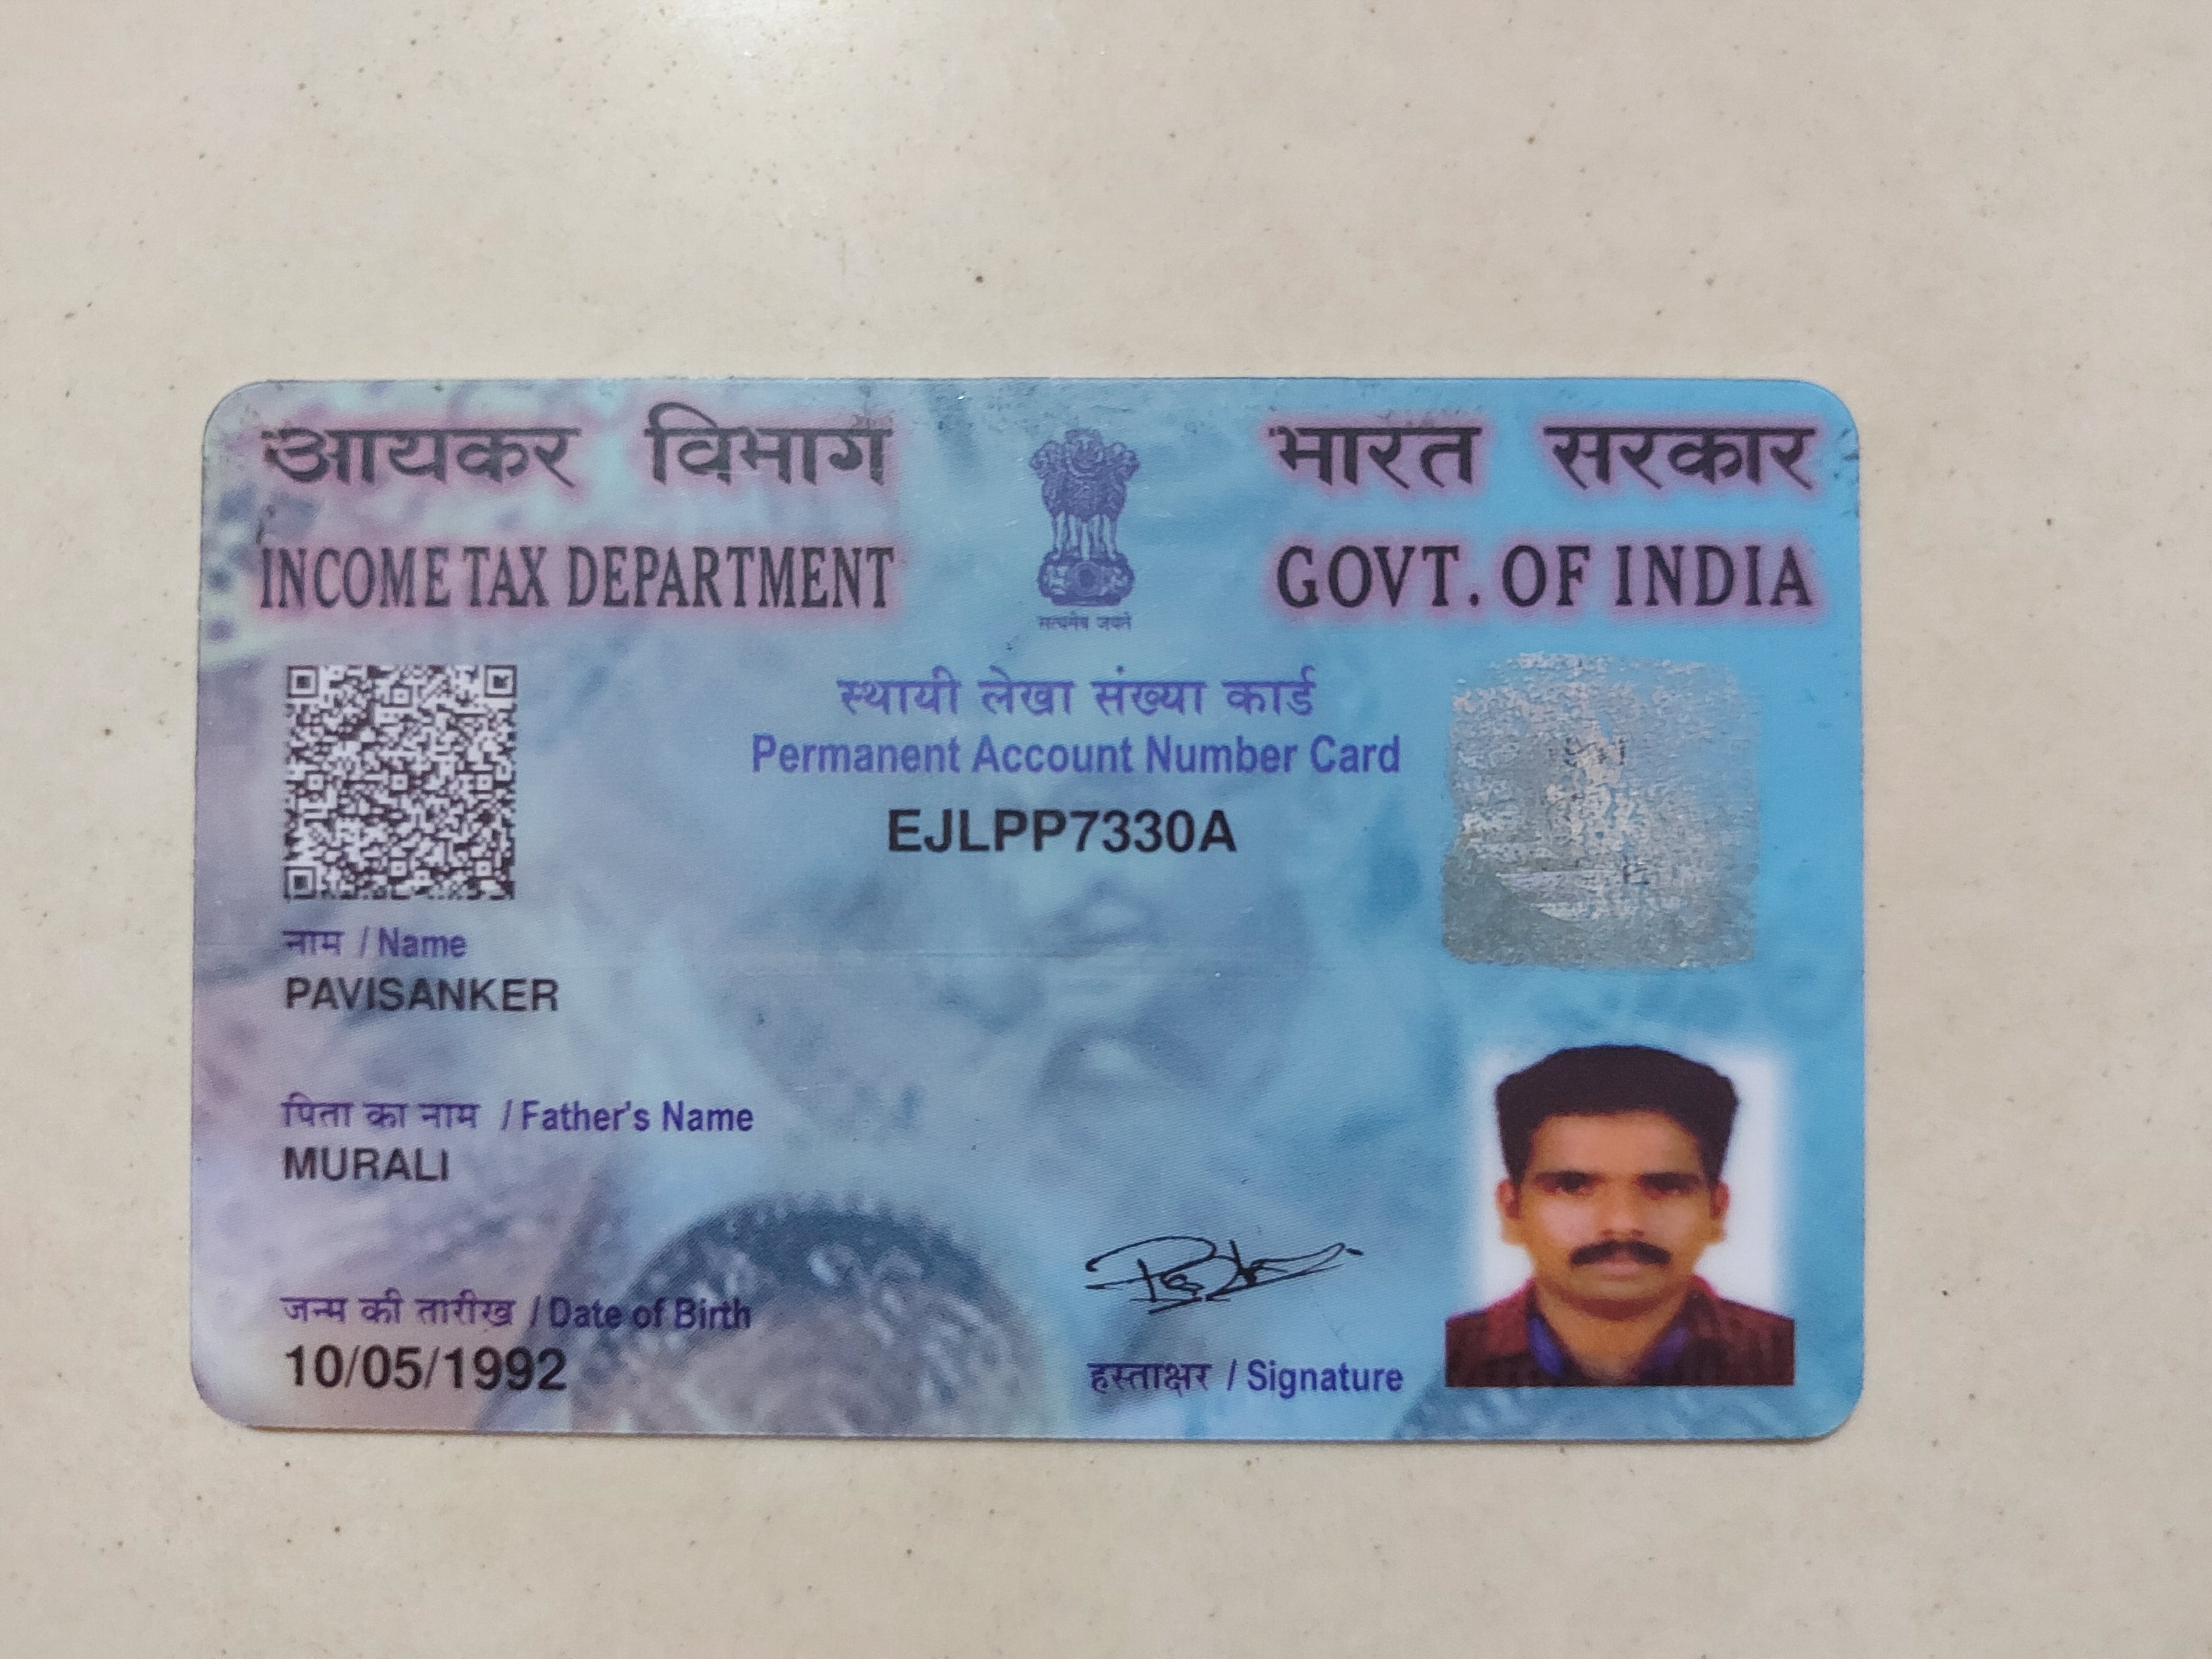 आयकर विभाग
INCOME TAX DEPARTMENT
सत्यमेव जयते
भारत सरकार
GOVT. OF INDIA
स्थायी लेखा संख्या कार्ड
Permanent Account Number Card
EJLPP7330A
नाम / Name
PAVISANKER
पिता का नाम / Father's Name
MURALI
जन्म की तारीख / Date of Birth
10/05/1992
हस्ताक्षर / Signature